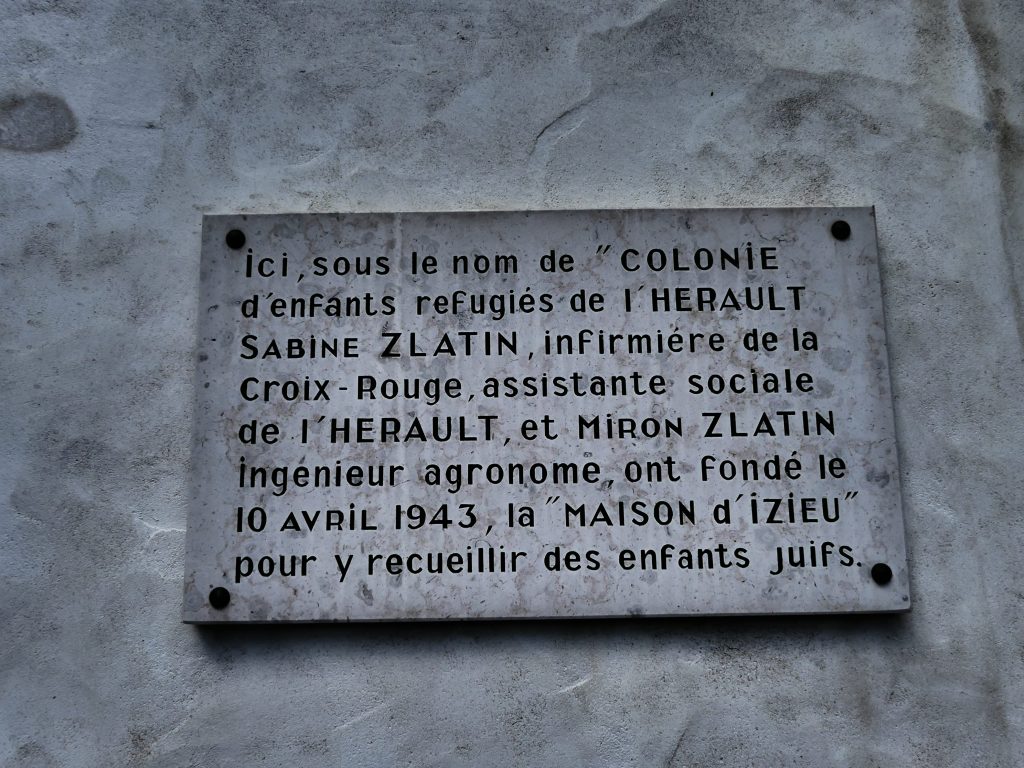 ici, sous le nom de "COLONIE
d'enfants refugiés de l'HERAULT
SABINE ZLATIN, infirmiére de la
croix-Rouge, assistante sociale
de l'HERAULT, et MIRON ZLATIN
ingenieur agronome, ont fondé le
10 AVRIL 1943, la "MAISON d'IZIEU"
pour y recueillir des enfants juifs.